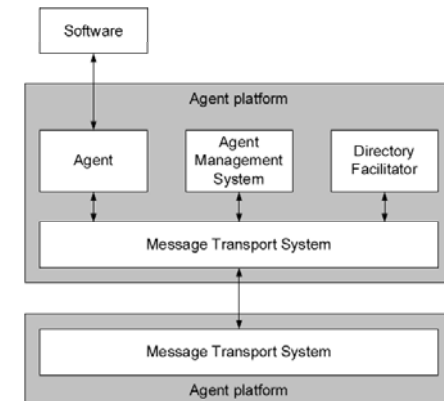 Software
Agent platform
Agent
Agent
Management
System
Directory
Facilitator
Message Transport System
Message Transport System
Agent platform